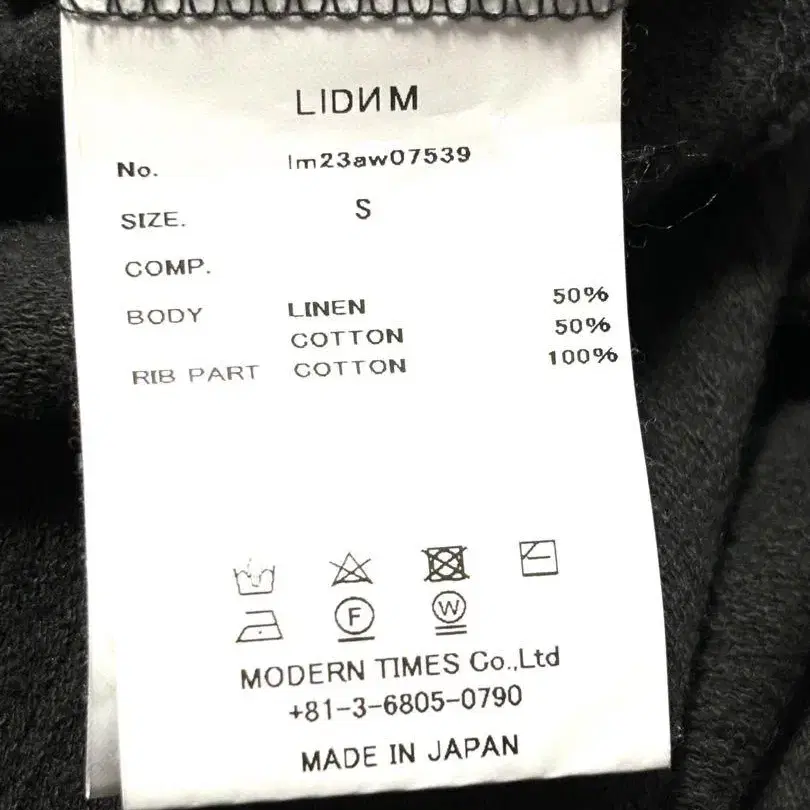 LIDИM
No. lm23aw07539
SIZE. S
COMP.
BODY LINEN 50%
COTTON 50%
RIB PART COTTON 100%
F W
MODERN TIMES Co.,Ltd
+81-3-6805-0790
MADE IN JAPAN